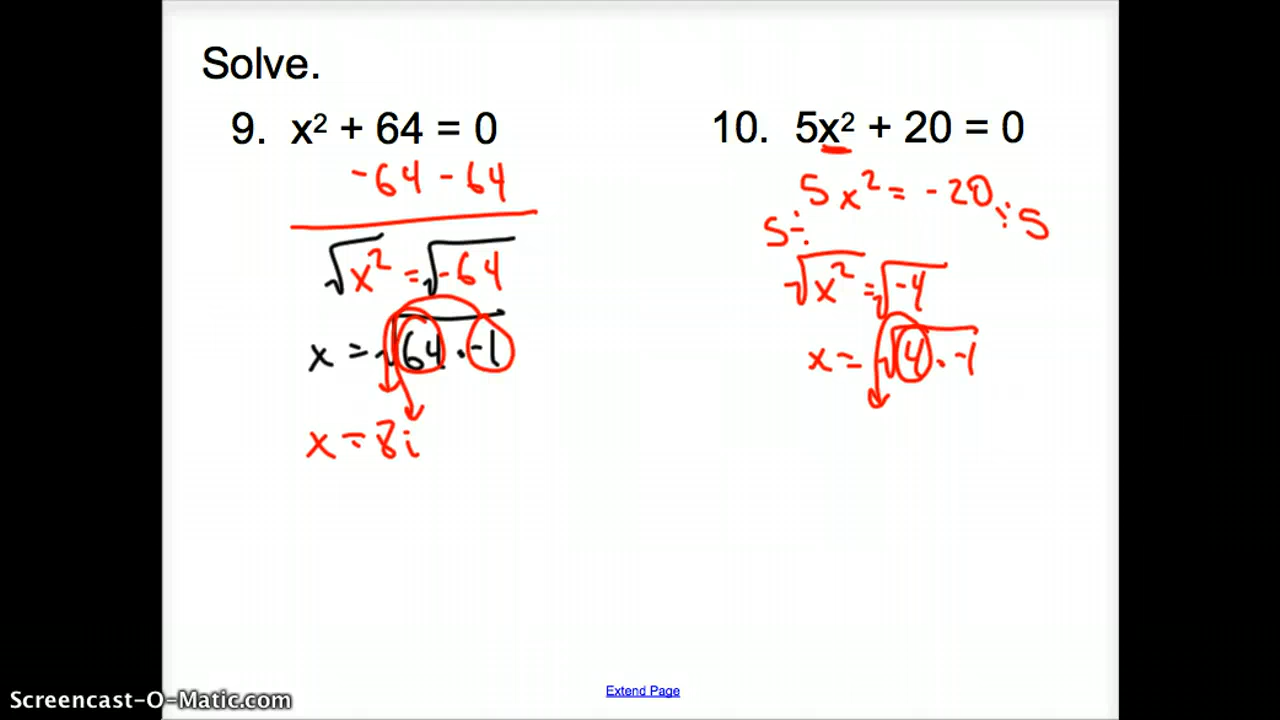 Solve.
9. x² + 64 = 0
-64 - 64
√x² = √-64
x = √64 · -1
x = 8i
10. 5x² + 20 = 0
5x² = -20 ÷ 5
5 ÷
√x² = √-4
x = √4 · -1
Extend Page
Screencast-O-Matic.com